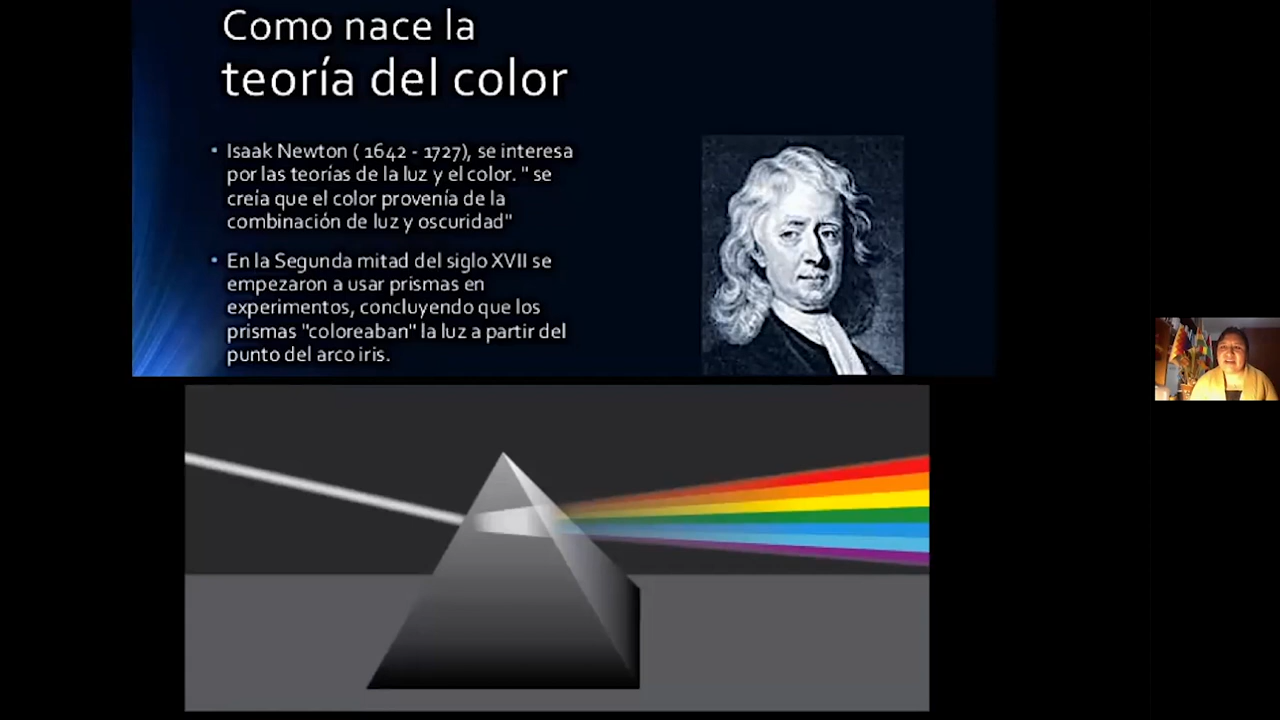 Como nace la
teoría del color
• Isaak Newton ( 1642 - 1727), se interesa
por las teorías de la luz y el color. " se
creía que el color provenía de la
combinación de luz y oscuridad"
• En la Segunda mitad del siglo XVII se
empezaron a usar prismas en
experimentos, concluyendo que los
prismas "coloreaban" la luz a partir del
punto del arco iris.